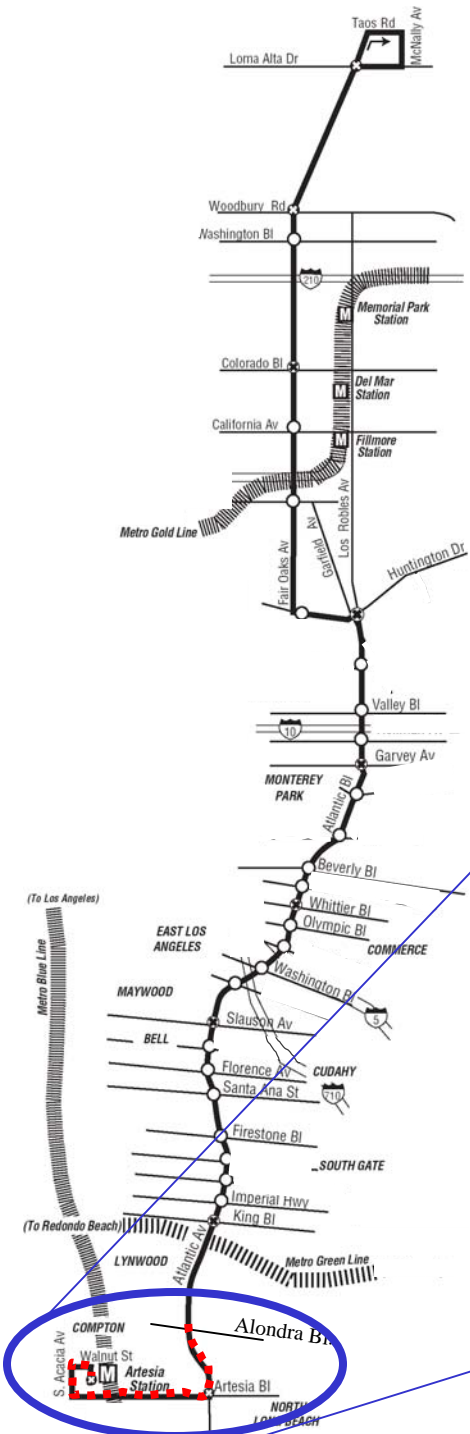 Taos Rd
McNally Av
Loma Alta Dr
Woodbury Rd
Washington Bl
210
M
Memorial Park
Station
Colorado Bl
M
Del Mar
Station
California Av
M
Fillmore
Station
Metro Gold Line
Fair Oaks Av
Garfield Av
Los Robles Av
Huntington Dr
Valley Bl
10
Garvey Av
MONTEREY
PARK
Atlantic Bl
Beverly Bl
(To Los Angeles)
Whittier Bl
Olympic Bl
EAST LOS
ANGELES
COMMERCE
Metro Blue Line
Washington Bl
MAYWOOD
5
Slauson Av
BELL
Florence Av
CUDAHY
Santa Ana St
710
Firestone Bl
SOUTH GATE
Imperial Hwy
King Bl
(To Redondo Beach)
Atlantic Av
LYNWOOD
Metro Green Line
COMPTON
Alondra Bl.
S. Acacia Av
Walnut St
M
Artesia
Station
Artesia Bl
NORTH
LONG BEACH